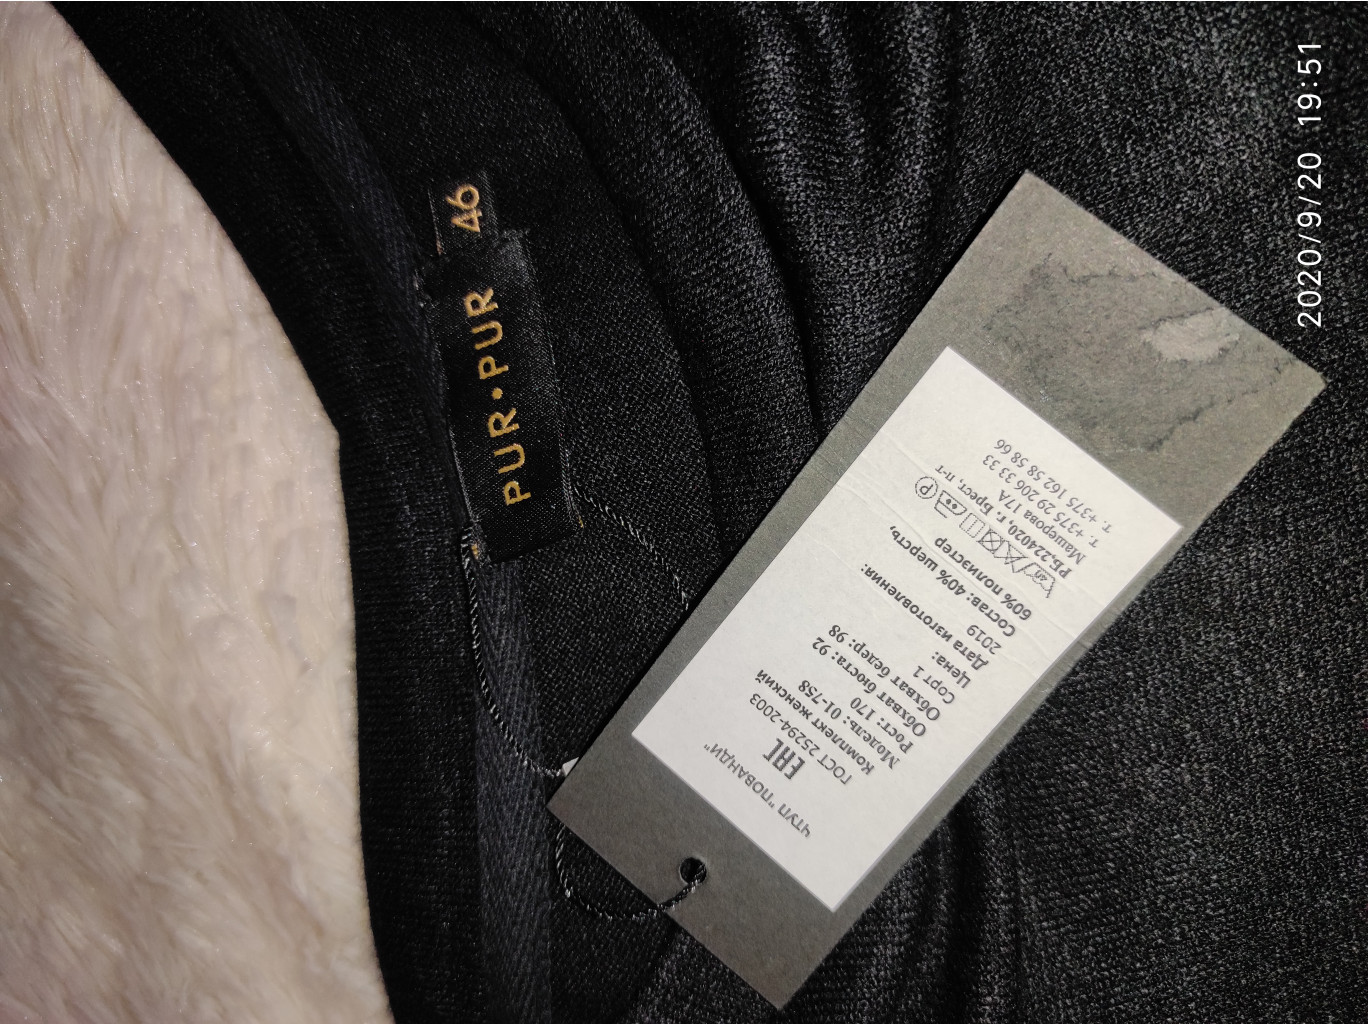 PUR•PUR
46
ЧТУП "ПОВАНДИ"
ЕАС
ГОСТ 25294-2003
Комплект женский
Модель: 01-758
Рост: 170
Обхват бюста: 92
Обхват бедер: 98
Сорт 1
Цена:
Дата изготовления:
2019
Состав: 40% шерсть,
60% полиэстер
РБ,224020, г. Брест, п-т
Машерова 17А
Т. +375 29 206 33 33
Т. +375 162 58 58 66
2020/9/20 19:51